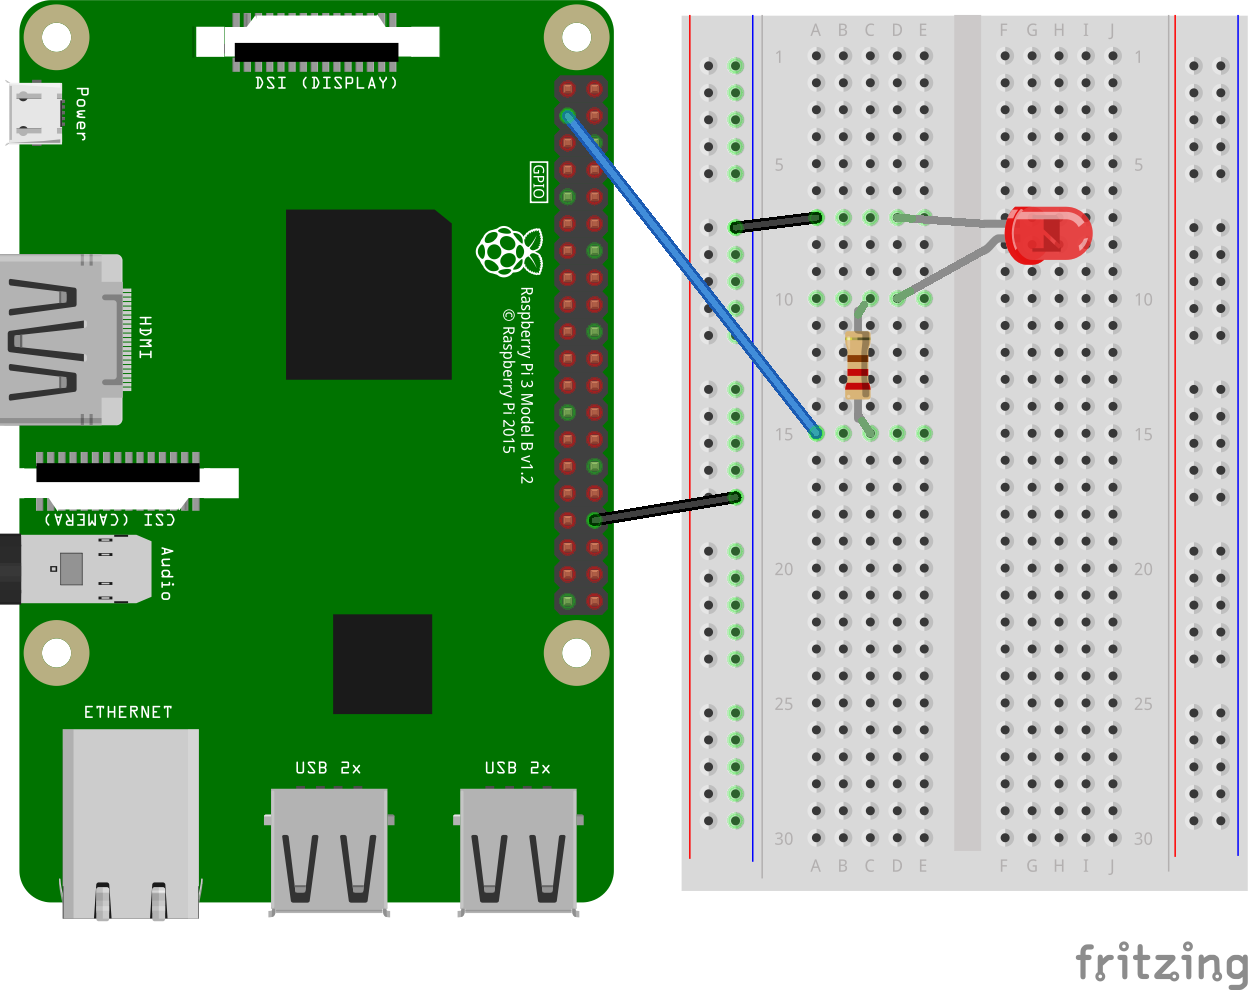 DSI (DISPLAY)
Power
GPIO
HDMI
Raspberry Pi 3 Model B v1.2
© Raspberry Pi 2015
CSI (CAMERA)
Audio
ETHERNET
USB 2x
USB 2x
A B C D E F G H I J
1 1
5 5
10 10
15 15
20 20
25 25
30 30
A B C D E F G H I J
fritzing